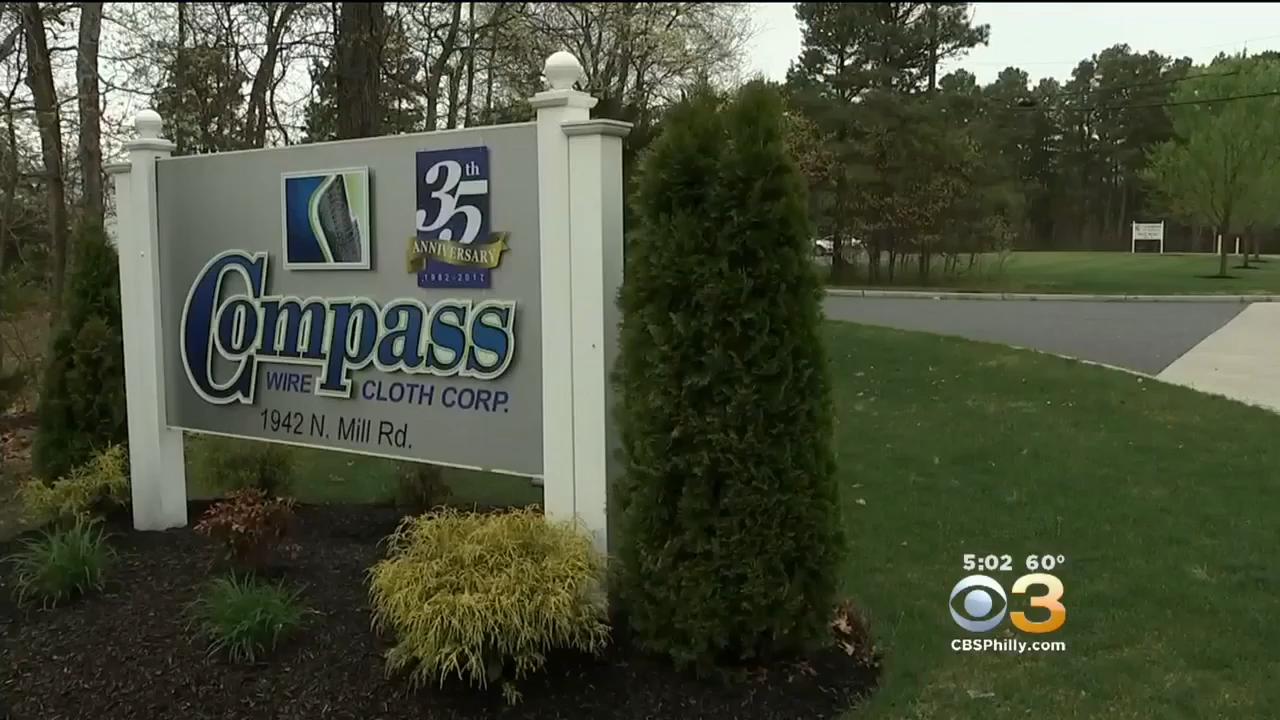 35th
ANNIVERSARY
1982-2017
Compass
WIRE CLOTH CORP.
1942 N. Mill Rd.
5:02 60°
3
CBSPhilly.com